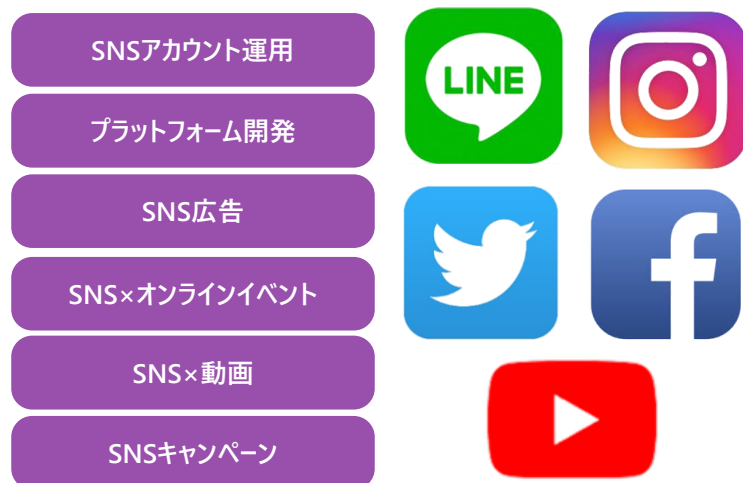 SNSアカウント運用
プラットフォーム開発
SNS広告
SNS×オンラインイベント
SNS×動画
SNSキャンペーン
LINE